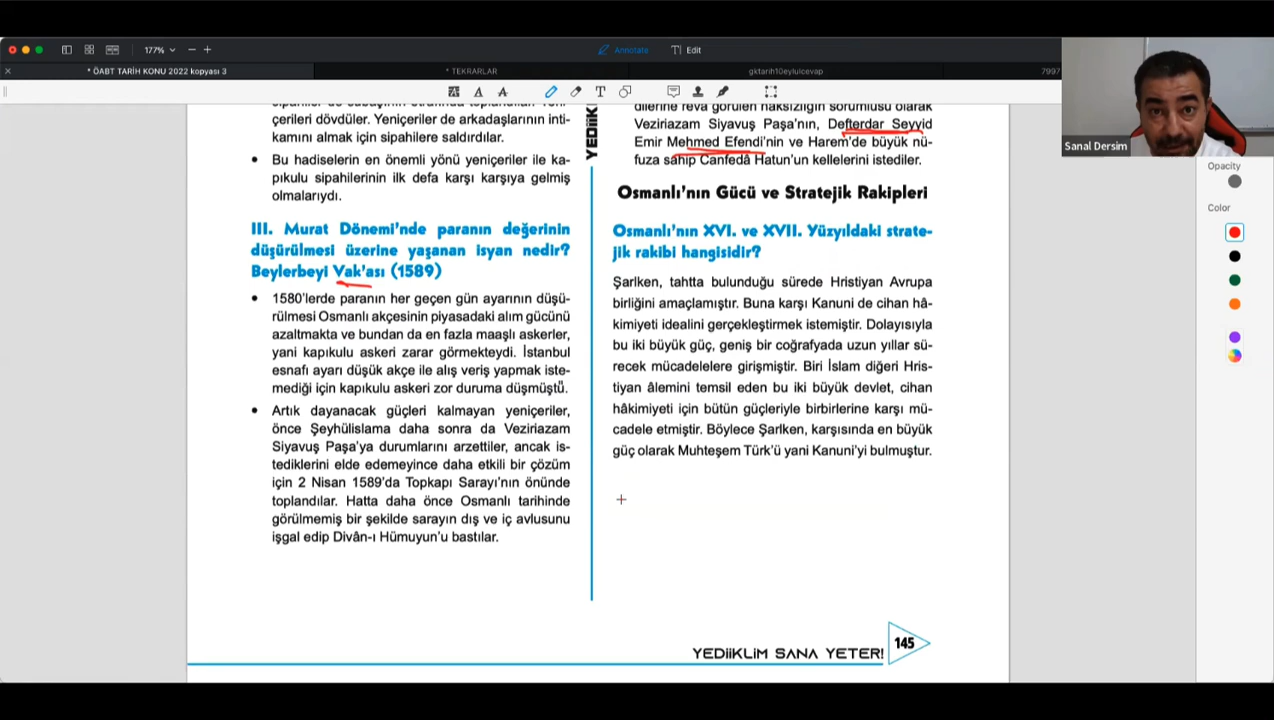 177%
Annotate
Edit
* ÖABT TARİH KONU 2022 kopyası 3
* TEKRARLAR
gktarih10eylulcevap
7997
Sanal Dersim
Opacity
Color
çerileri dövdüler. Yeniçeriler de arkadaşlarının inti-
kamını almak için sipahilere saldırdılar.
• Bu hadiselerin en önemli yönü yeniçeriler ile ka-
pıkulu sipahilerinin ilk defa karşı karşıya gelmiş
olmalarıydı.
III. Murat Dönemi’nde paranın değerinin
düşürülmesi üzerine yaşanan isyan nedir?
Beylerbeyi Vak’ası (1589)
• 1580’lerde paranın her geçen gün ayarının düşü-
rülmesi Osmanlı akçesinin piyasadaki alım gücünü
azaltmakta ve bundan da en fazla maaşlı askerler,
yani kapıkulu askeri zarar görmekteydi. İstanbul
esnafı ayarı düşük akçe ile alış veriş yapmak iste-
mediği için kapıkulu askeri zor duruma düşmüştü.
• Artık dayanacak güçleri kalmayan yeniçeriler,
önce Şeyhülislama daha sonra da Veziriazam
Siyavuş Paşa’ya durumlarını arzettiler, ancak is-
tediklerini elde edemeyince daha etkili bir çözüm
için 2 Nisan 1589’da Topkapı Sarayı’nın önünde
toplandılar. Hatta daha önce Osmanlı tarihinde
görülmemiş bir şekilde sarayın dış ve iç avlusunu
işgal edip Divân-ı Hümuyun’u bastılar.
YEDiiK
dilerine reva görülen haksızlığın sorumlusu olarak
Veziriazam Siyavuş Paşa’nın, Defterdar Seyyid
Emir Mehmed Efendi’nin ve Harem’de büyük nü-
fuza sahip Canfedâ Hatun’un kellelerini istediler.
Osmanlı’nın Gücü ve Stratejik Rakipleri
Osmanlı’nın XVI. ve XVII. Yüzyıldaki strate-
jik rakibi hangisidir?
Şarlken, tahtta bulunduğu sürede Hristiyan Avrupa
birliğini amaçlamıştır. Buna karşı Kanuni de cihan hâ-
kimiyeti idealini gerçekleştirmek istemiştir. Dolayısıyla
bu iki büyük güç, geniş bir coğrafyada uzun yıllar sü-
recek mücadelelere girişmiştir. Biri İslam diğeri Hris-
tiyan âlemini temsil eden bu iki büyük devlet, cihan
hâkimiyeti için bütün güçleriyle birbirlerine karşı mü-
cadele etmiştir. Böylece Şarlken, karşısında en büyük
güç olarak Muhteşem Türk’ü yani Kanuni’yi bulmuştur.
YEDiiKLiM SANA YETER!
145